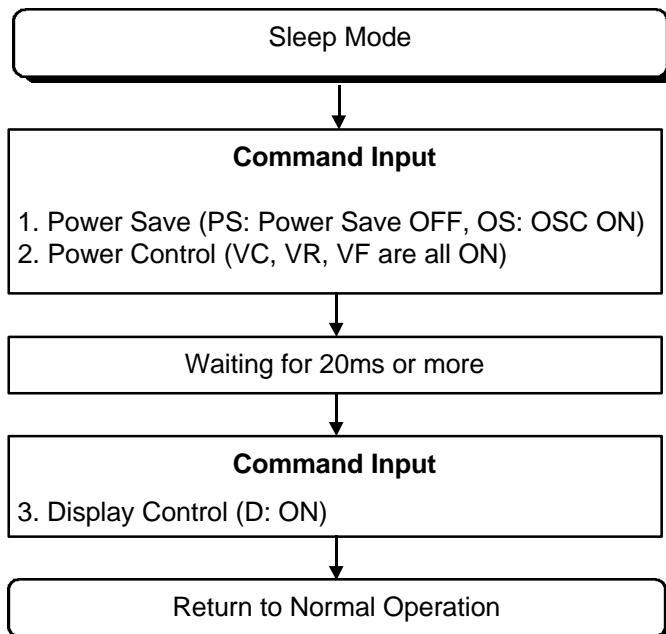 Sleep Mode
Command Input
1. Power Save (PS: Power Save OFF, OS: OSC ON)
2. Power Control (VC, VR, VF are all ON)
Waiting for 20ms or more
Command Input
3. Display Control (D: ON)
Return to Normal Operation